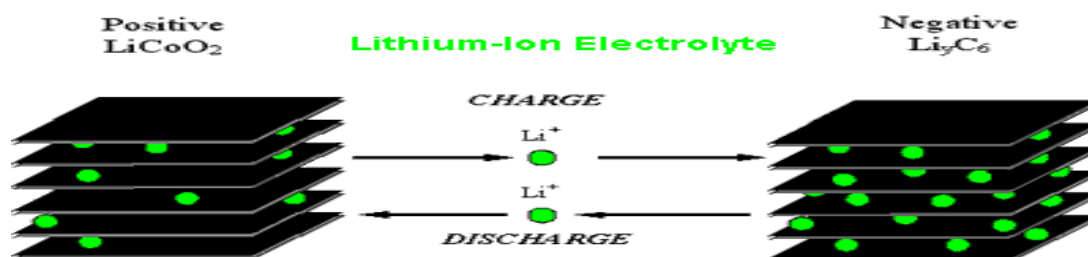 Positive
LiCoO₂
Lithium-Ion Electrolyte
Negative
LiyC₆
CHARGE
Li⁺
Li⁺
DISCHARGE